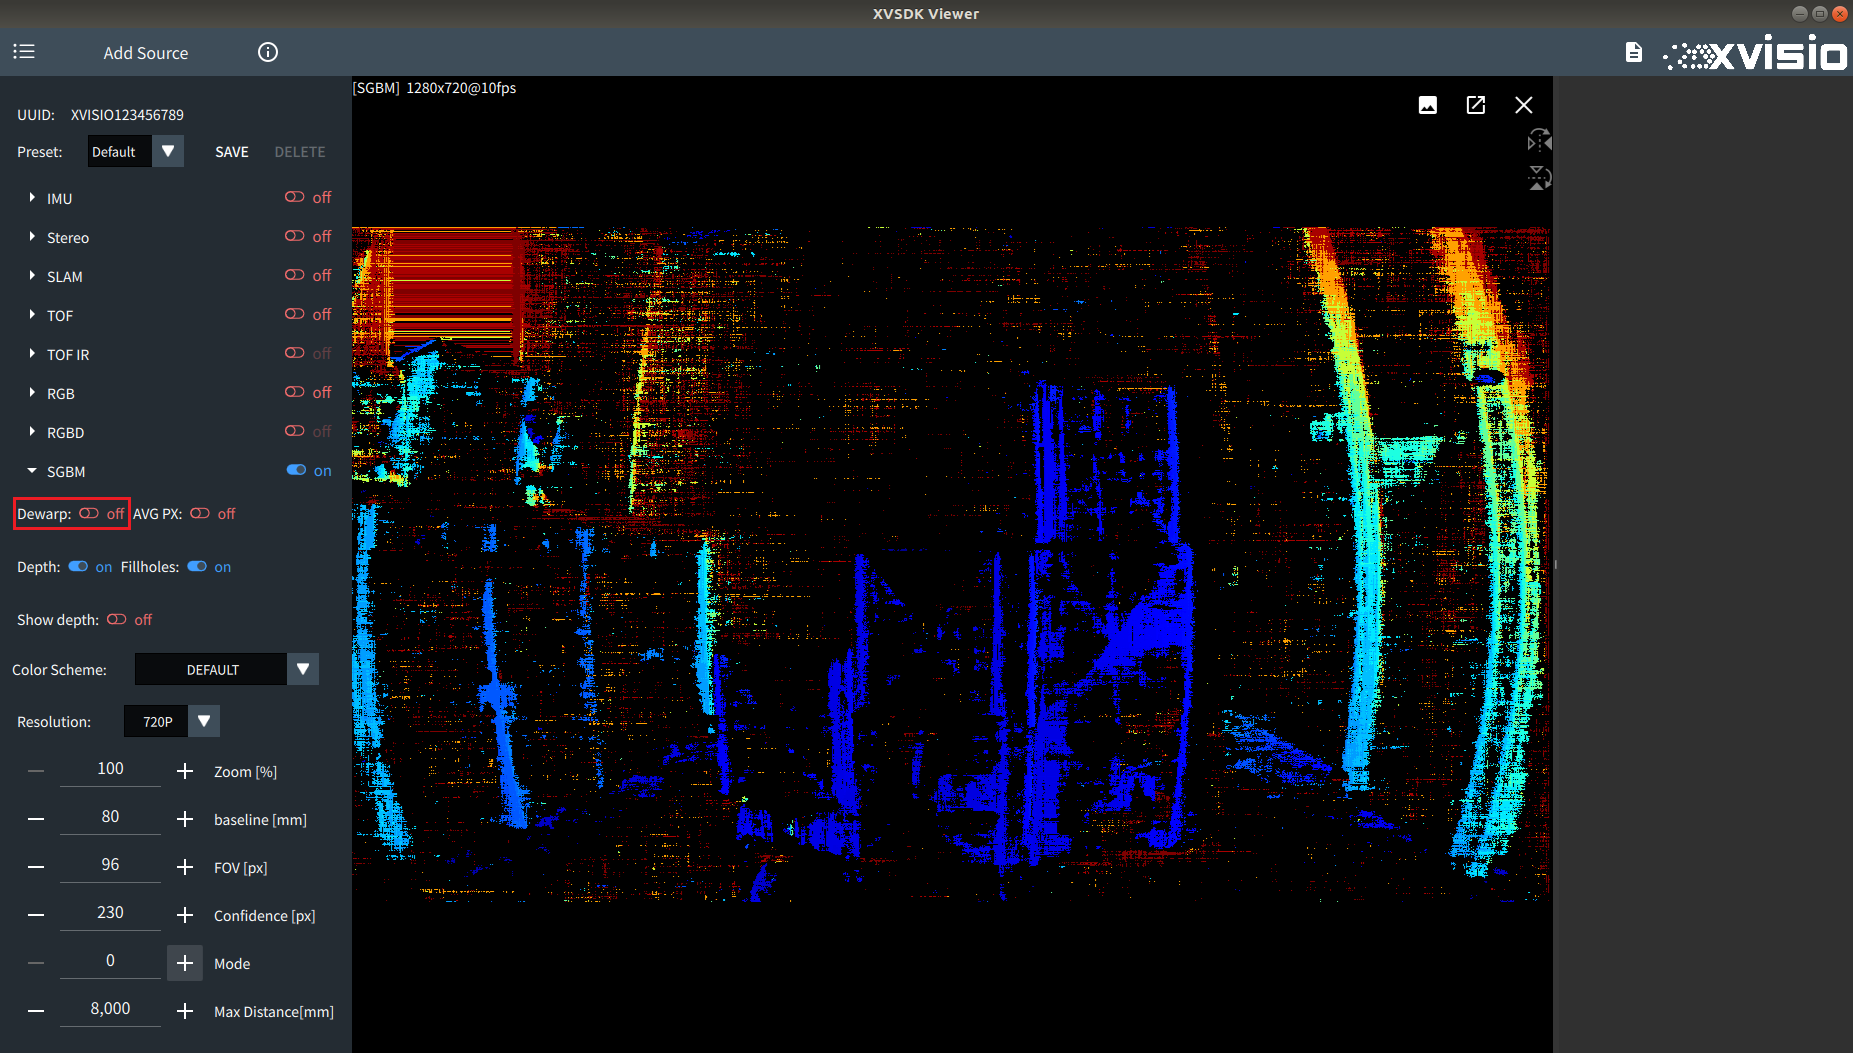 XVSDK Viewer
Add Source
xvisio
[SGBM] 1280x720@10fps
UUID: XVISIO123456789
Preset: Default SAVE DELETE
IMU off
Stereo off
SLAM off
TOF off
TOF IR off
RGB off
RGBD off
SGBM on
Dewarp: off AVG PX: off
Depth: on Fillholes: on
Show depth: off
Color Scheme: DEFAULT
Resolution: 720P
100 Zoom [%]
80 baseline [mm]
96 FOV [px]
230 Confidence [px]
0 Mode
8,000 Max Distance[mm]